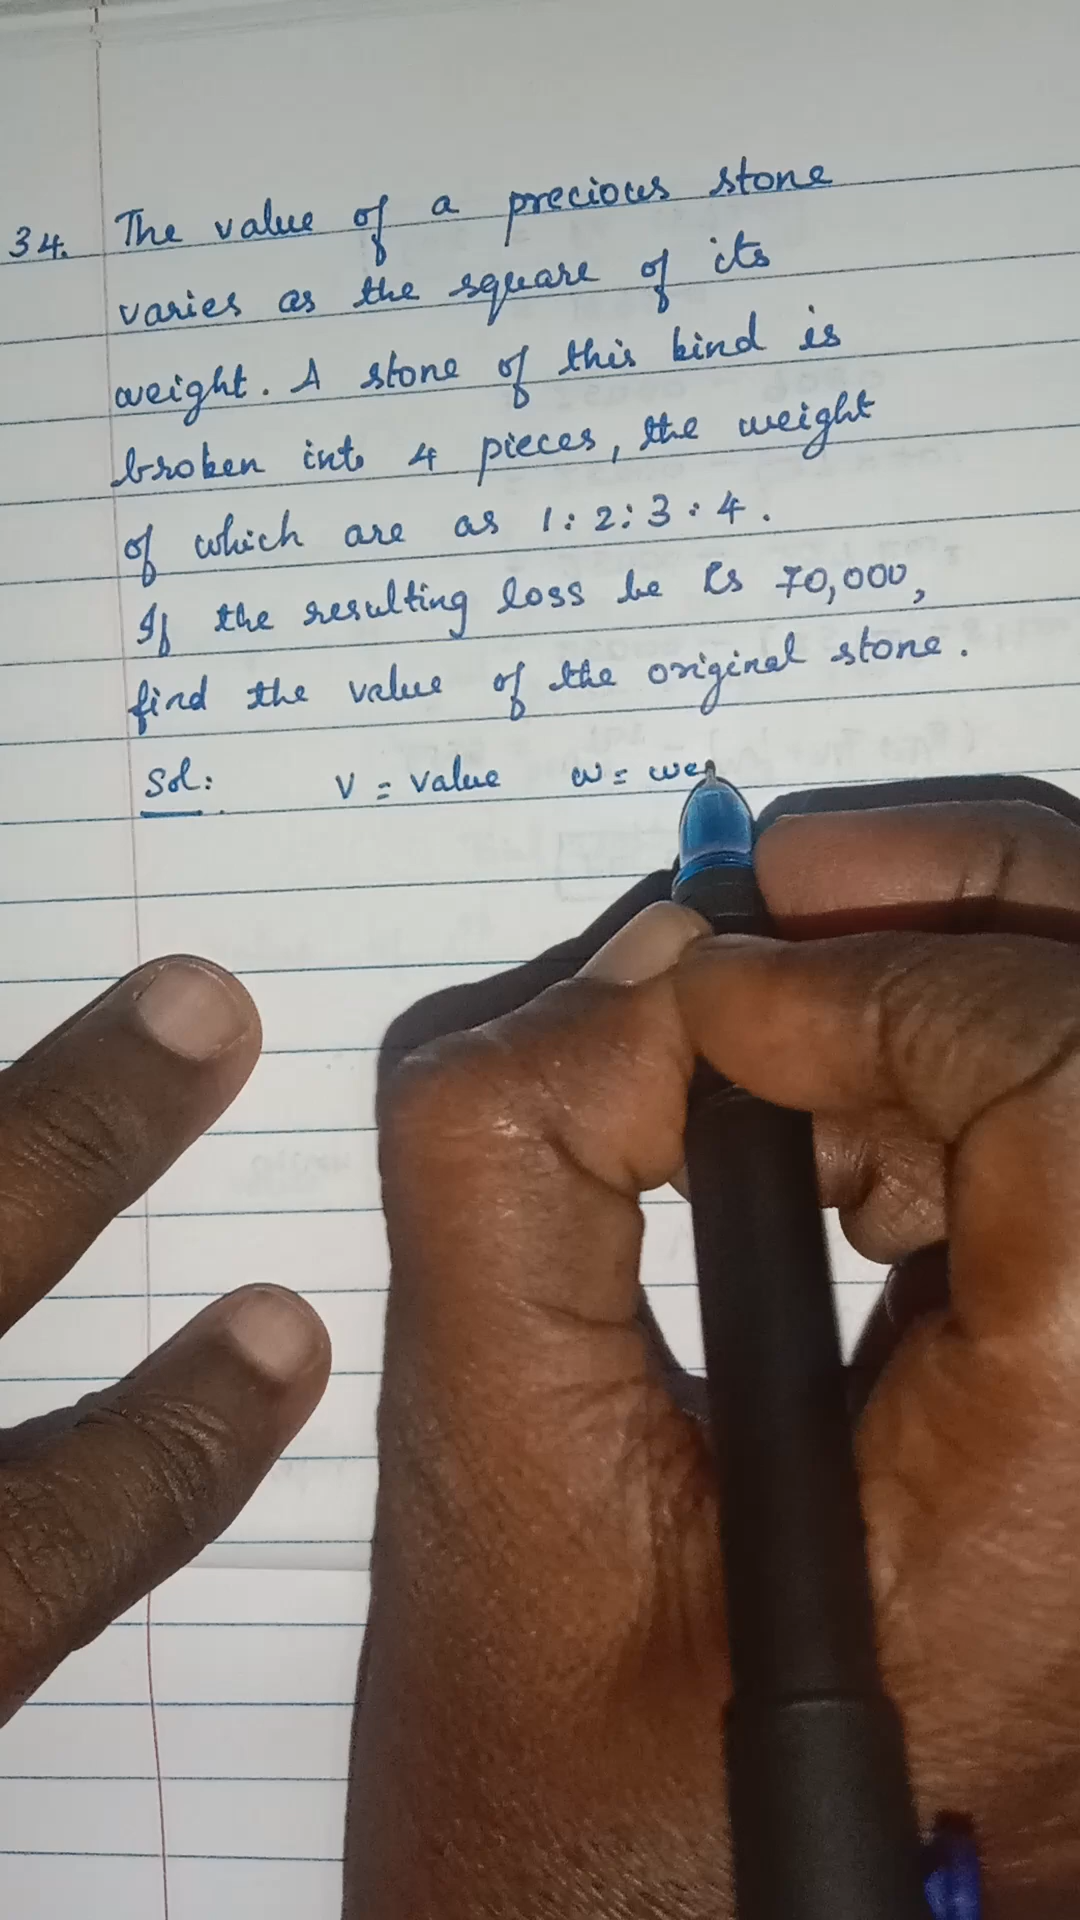 34. The value of a precious stone
varies as the square of its
weight. A stone of this kind is
broken into 4 pieces, the weight
of which are as 1:2:3:4.
If the resulting loss be Rs 70,000,
find the value of the original stone.
Sol: V = value w = wei